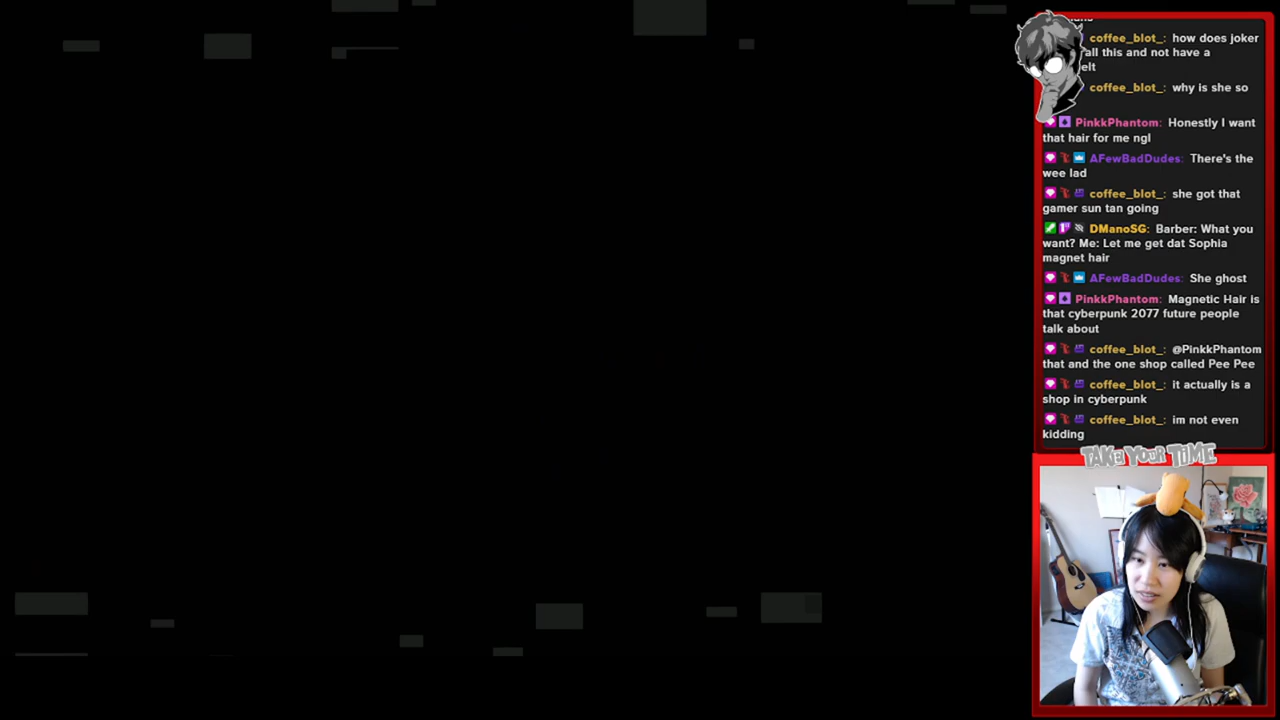 coffee_blot_: how does joker
all this and not have a
elt
coffee_blot_: why is she so
PinkkPhantom: Honestly I want
that hair for me ngl
AFewBadDudes: There's the
wee lad
coffee_blot_: she got that
gamer sun tan going
DManoSG: Barber: What you
want? Me: Let me get dat Sophia
magnet hair
AFewBadDudes: She ghost
PinkkPhantom: Magnetic Hair is
that cyberpunk 2077 future people
talk about
coffee_blot_: @PinkkPhantom
that and the one shop called Pee Pee
coffee_blot_: it actually is a
shop in cyberpunk
coffee_blot_: im not even
kidding
TAKE YOUR TIME